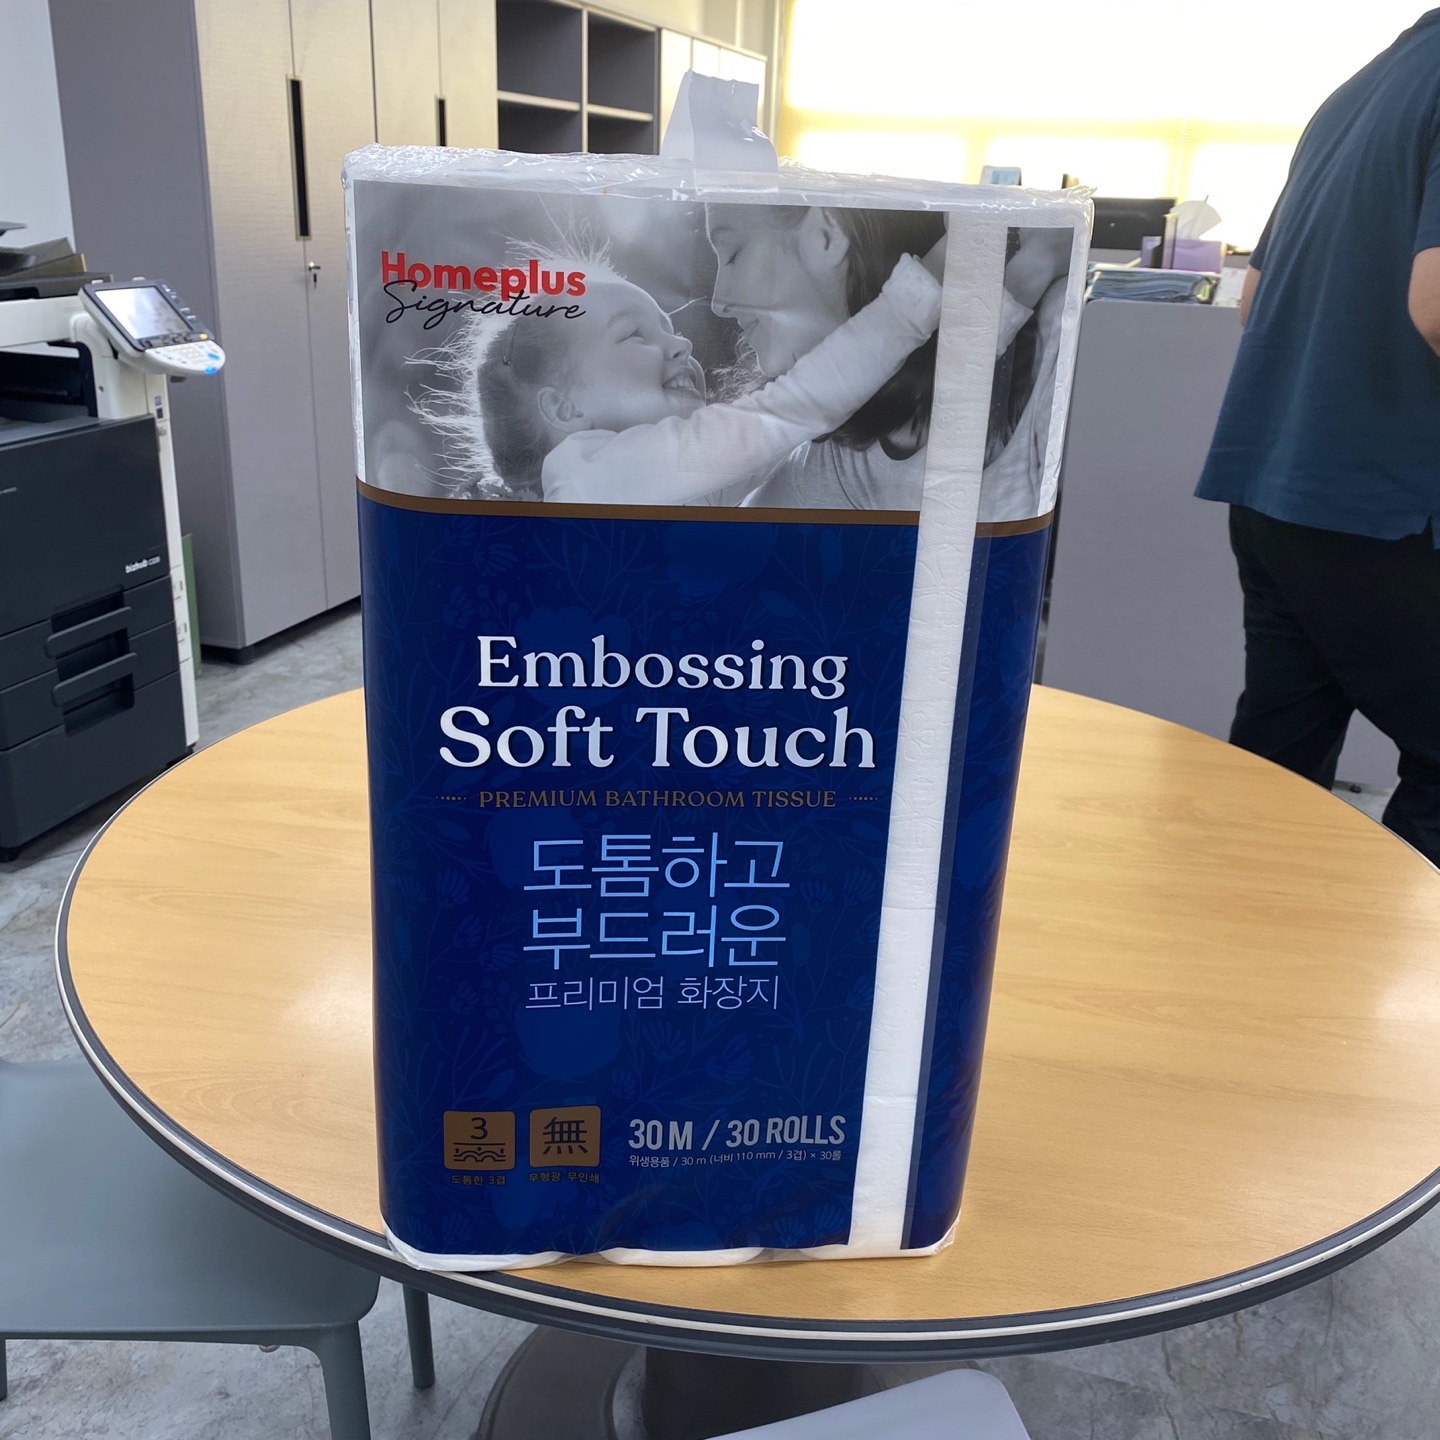 Homeplus
Signature
Embossing
Soft Touch
PREMIUM BATHROOM TISSUE
도톰하고
부드러운
프리미엄 화장지
3
無
30M / 30 ROLLS
위생용품 / 30 m (너비 110 mm / 3겹) × 30롤
도톰한 3겹
무형광·무인쇄
bizhub